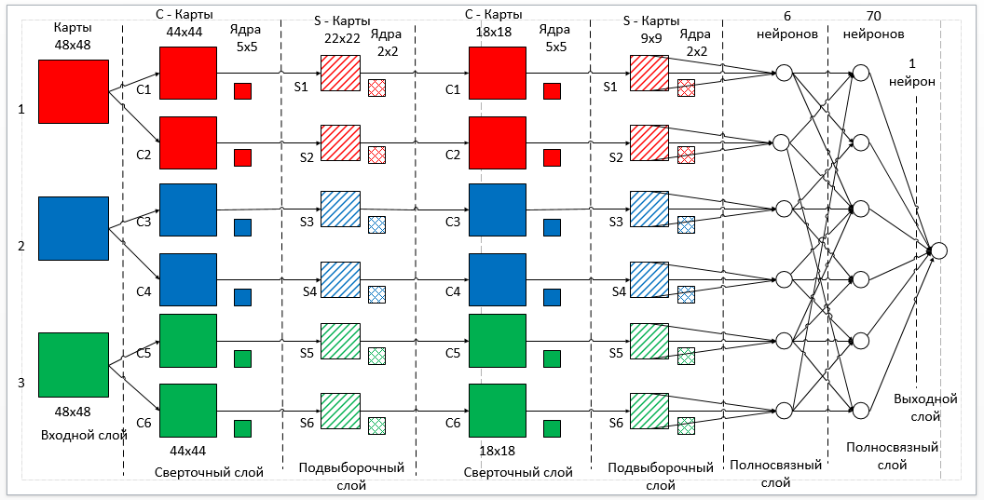 Карты
48x48
C - Карты
44x44
Ядра
5x5
S - Карты
22x22
Ядра
2x2
C - Карты
18x18
Ядра
5x5
S - Карты
9x9
Ядра
2x2
6
нейронов
70
нейронов
1
нейрон
1
2
3
C1
C2
C3
C4
C5
C6
S1
S2
S3
S4
S5
S6
C1
C2
C3
C4
C5
C6
S1
S2
S3
S4
S5
S6
48x48
44x44
18x18
Входной слой
Сверточный слой
Подвыборочный
слой
Сверточный слой
Подвыборочный
слой
Полносвязный
слой
Полносвязный
слой
Выходной
слой